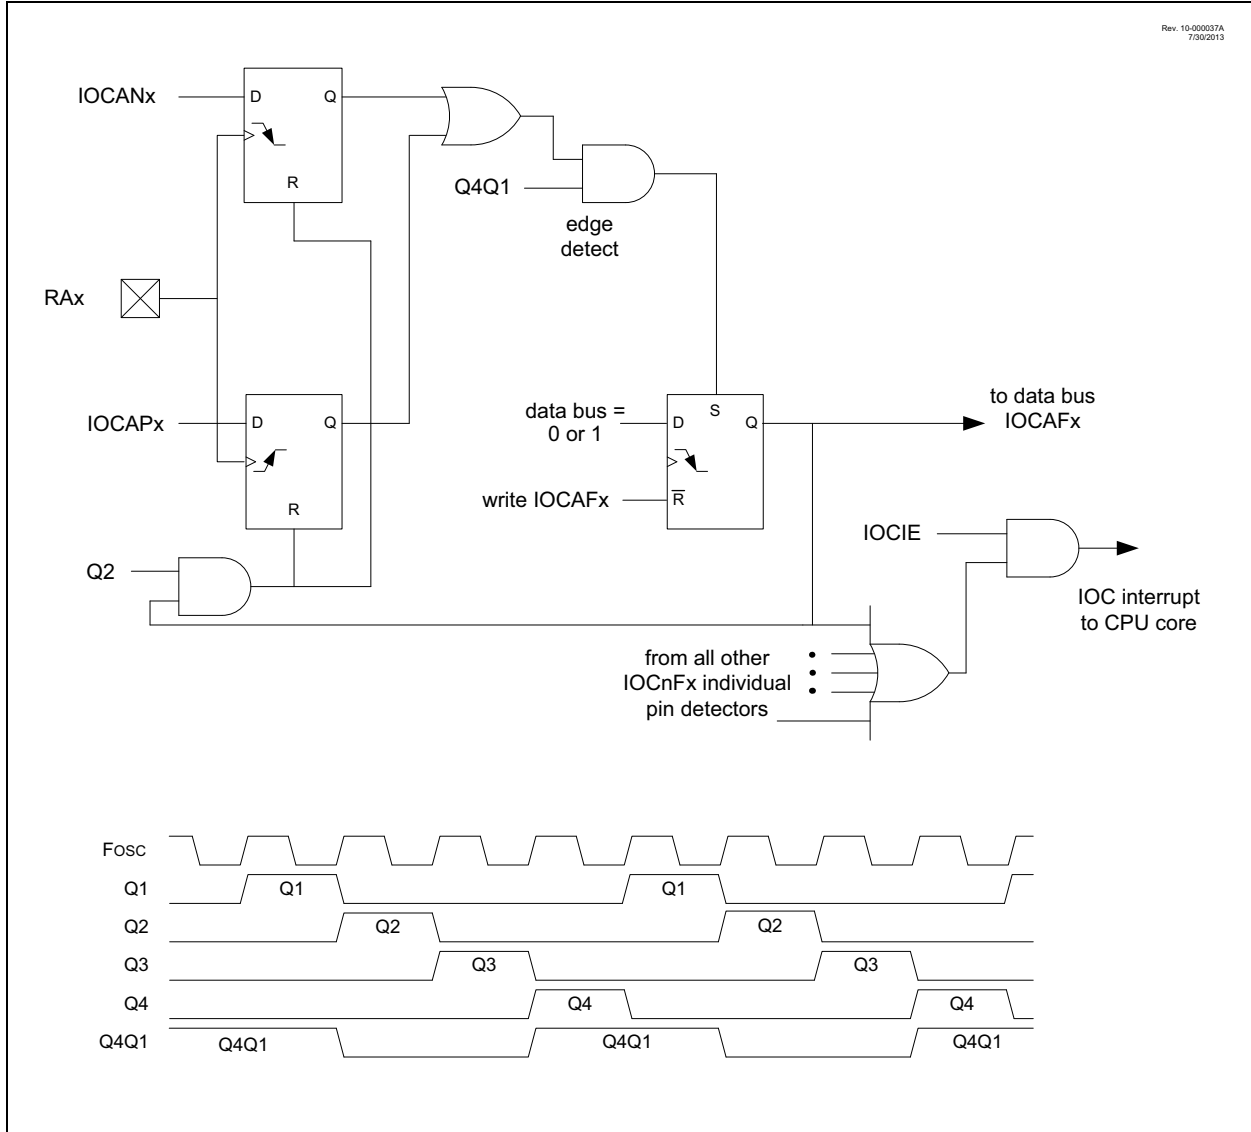 Rev. 10-000037A
7/30/2013
IOCANx
D
Q
R
Q4Q1
edge
detect
RAx
IOCAPx
D
Q
R
data bus =
0 or 1
D
S
Q
to data bus
IOCAFx
write IOCAFx
R
IOCIE
Q2
IOC interrupt
to CPU core
from all other
IOCnFx individual
pin detectors
FOSC
Q1
Q1
Q1
Q2
Q2
Q2
Q3
Q3
Q3
Q4
Q4
Q4
Q4Q1
Q4Q1
Q4Q1
Q4Q1